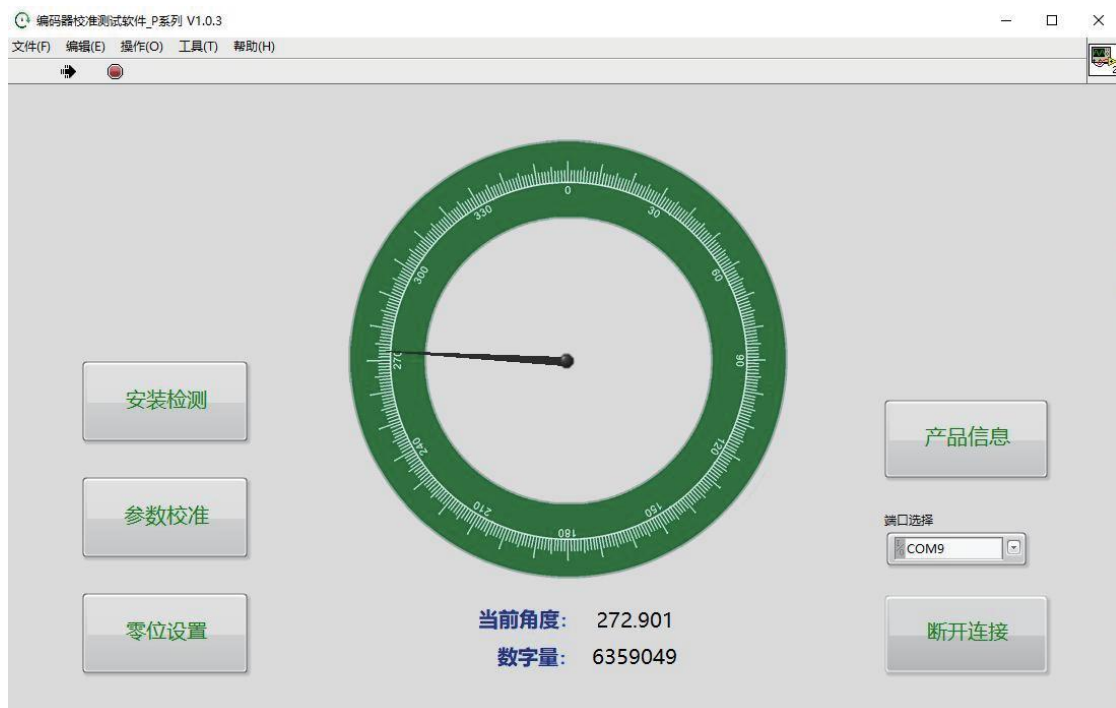 编码器校准测试软件_P系列 V1.0.3
文件(F) 编辑(E) 操作(O) 工具(T) 帮助(H)
2
0
30
60
90
120
150
180
210
240
270
300
330
安装检测
参数校准
零位设置
当前角度： 272.901
数字量： 6359049
产品信息
端口选择
COM9
断开连接